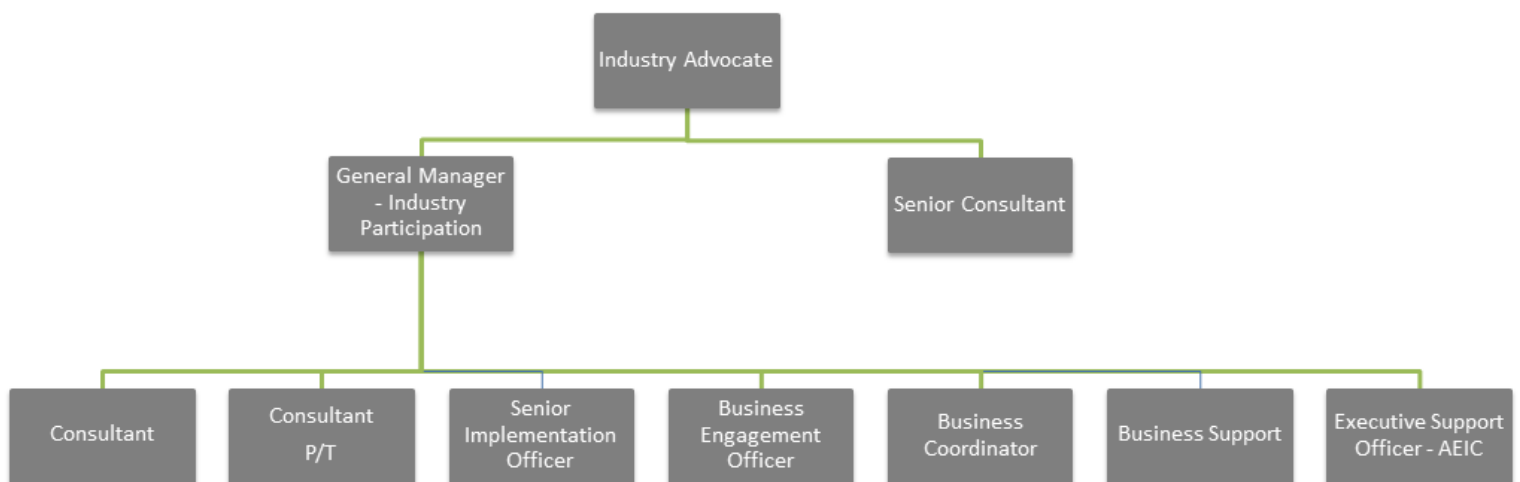 Industry Advocate
General Manager
- Industry
Participation
Senior Consultant
Consultant
Consultant
P/T
Senior
Implementation
Officer
Business
Engagement
Officer
Business
Coordinator
Business Support
Executive Support
Officer - AEIC